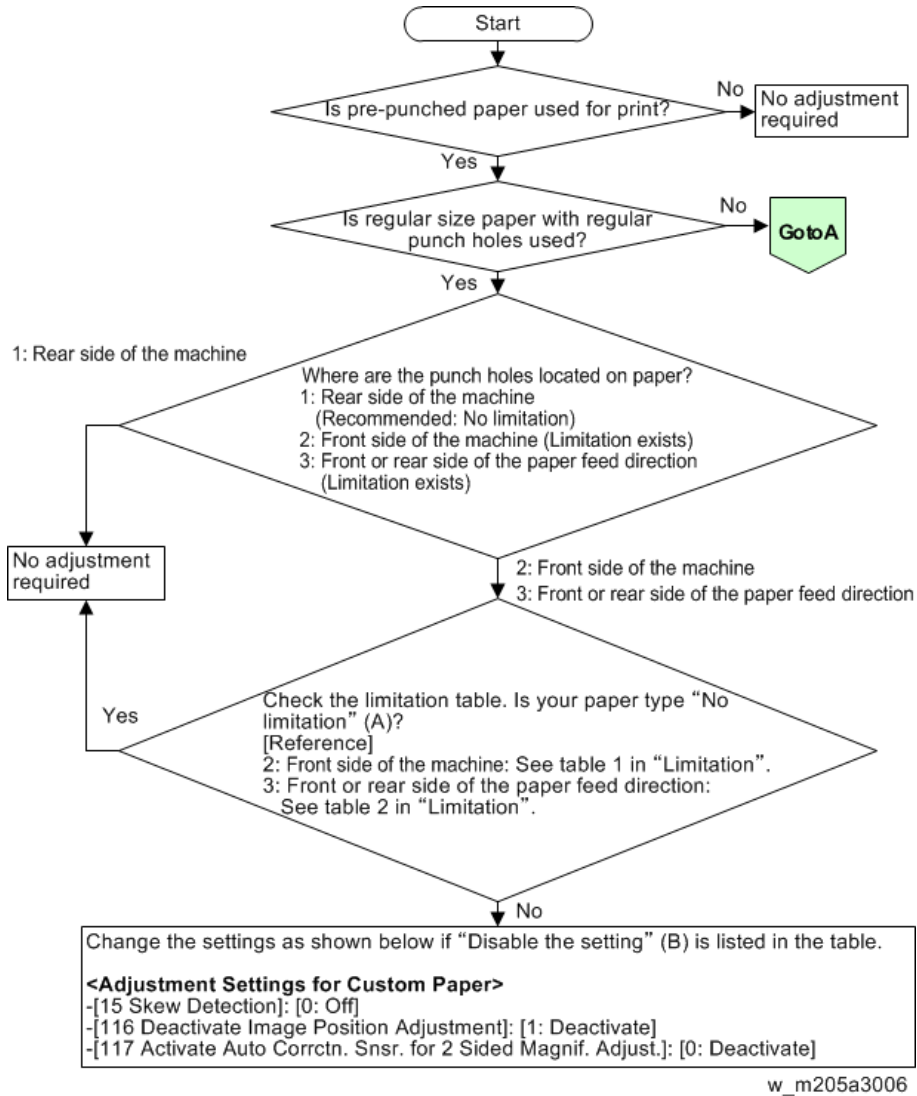 Start
Is pre-punched paper used for print?
No
No adjustment
required
Yes
Is regular size paper with regular
punch holes used?
No
GotoA
Yes
1: Rear side of the machine
Where are the punch holes located on paper?
1: Rear side of the machine
(Recommended: No limitation)
2: Front side of the machine (Limitation exists)
3: Front or rear side of the paper feed direction
(Limitation exists)
No adjustment
required
2: Front side of the machine
3: Front or rear side of the paper feed direction
Yes
Check the limitation table. Is your paper type “No
limitation” (A)?
[Reference]
2: Front side of the machine: See table 1 in “Limitation”.
3: Front or rear side of the paper feed direction:
See table 2 in “Limitation”.
No
Change the settings as shown below if “Disable the setting” (B) is listed in the table.
<Adjustment Settings for Custom Paper>
-[15 Skew Detection]: [0: Off]
-[116 Deactivate Image Position Adjustment]: [1: Deactivate]
-[117 Activate Auto Corrctn. Snsr. for 2 Sided Magnif. Adjust.]: [0: Deactivate]
w_m205a3006